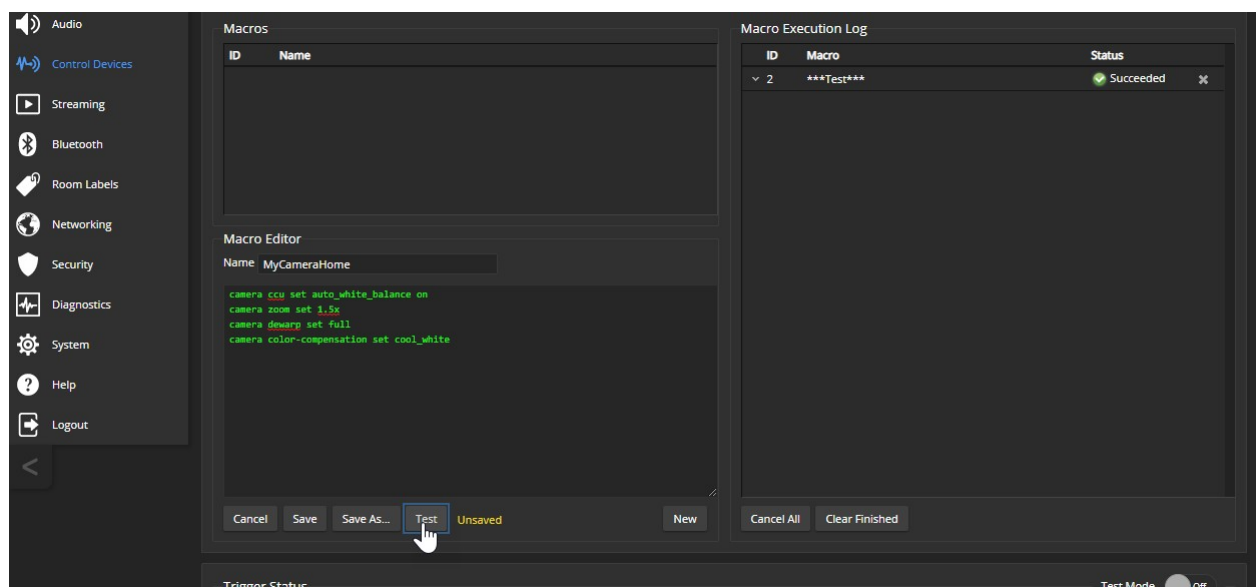 Audio
Control Devices
Streaming
Bluetooth
Room Labels
Networking
Security
Diagnostics
System
Help
Logout
<
Macros
ID Name
Macro Editor
Name MyCameraHome
camera ccu set auto_white_balance on
camera zoom set 1.5x
camera dewarp set full
camera color-compensation set cool_white
Cancel Save Save As... Test Unsaved New
Macro Execution Log
ID Macro Status
2 ***Test*** Succeeded
Cancel All Clear Finished
Trigger Status Test Mode Off